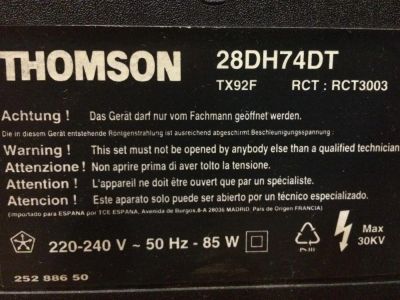 THOMSON 28DH74DT
TX92F RCT : RCT3003
Achtung ! Das Gerät darf nur vom Fachmann geöffnet werden.
Die in diesem Gerät entstehende Röntgenstrahlung ist ausreichend abgeschirmt Beschleunigungsspannung :
Warning ! This set must not be opened by anybody else than a qualified technician
Attenzione ! Non aprire prima di aver tolto la tensione.
Attention ! L'appareil ne doit être ouvert que par un spécialiste.
Atencion ! Este aparato solo puede ser abierto por un técnico especialista.
(importado para ESPANA por TCE ESPANA, Avenida de Burgos,8-A 28036 MADRID. Pais de Origen FRANCIA)
220-240 V ~ 50 Hz - 85 W
Max
30KV
252 886 50